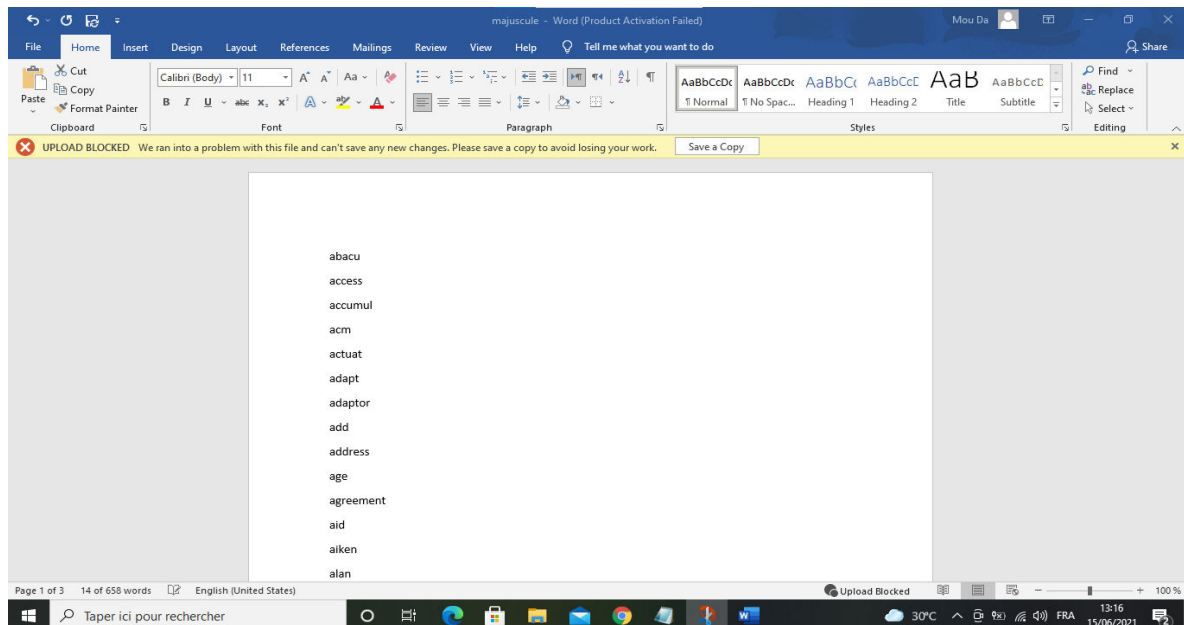 majuscule - Word (Product Activation Failed)
Mou Da
File Home Insert Design Layout References Mailings Review View Help Tell me what you want to do Share
Paste
Cut
Copy
Format Painter
Clipboard
Calibri (Body) 11
Font
Paragraph
AaBbCcDc AaBbCcDc AaBbCc AaBbCcE AaB AaBbCcE
¶ Normal ¶ No Spac... Heading 1 Heading 2 Title Subtitle
Styles
Find
Replace
Select
Editing
UPLOAD BLOCKED We ran into a problem with this file and can't save any new changes. Please save a copy to avoid losing your work. Save a Copy
abacu
access
accumul
acm
actuat
adapt
adaptor
add
address
age
agreement
aid
aiken
alan
Page 1 of 3 14 of 658 words English (United States) Upload Blocked 100 %
Taper ici pour rechercher
30°C FRA
13:16
15/06/2021